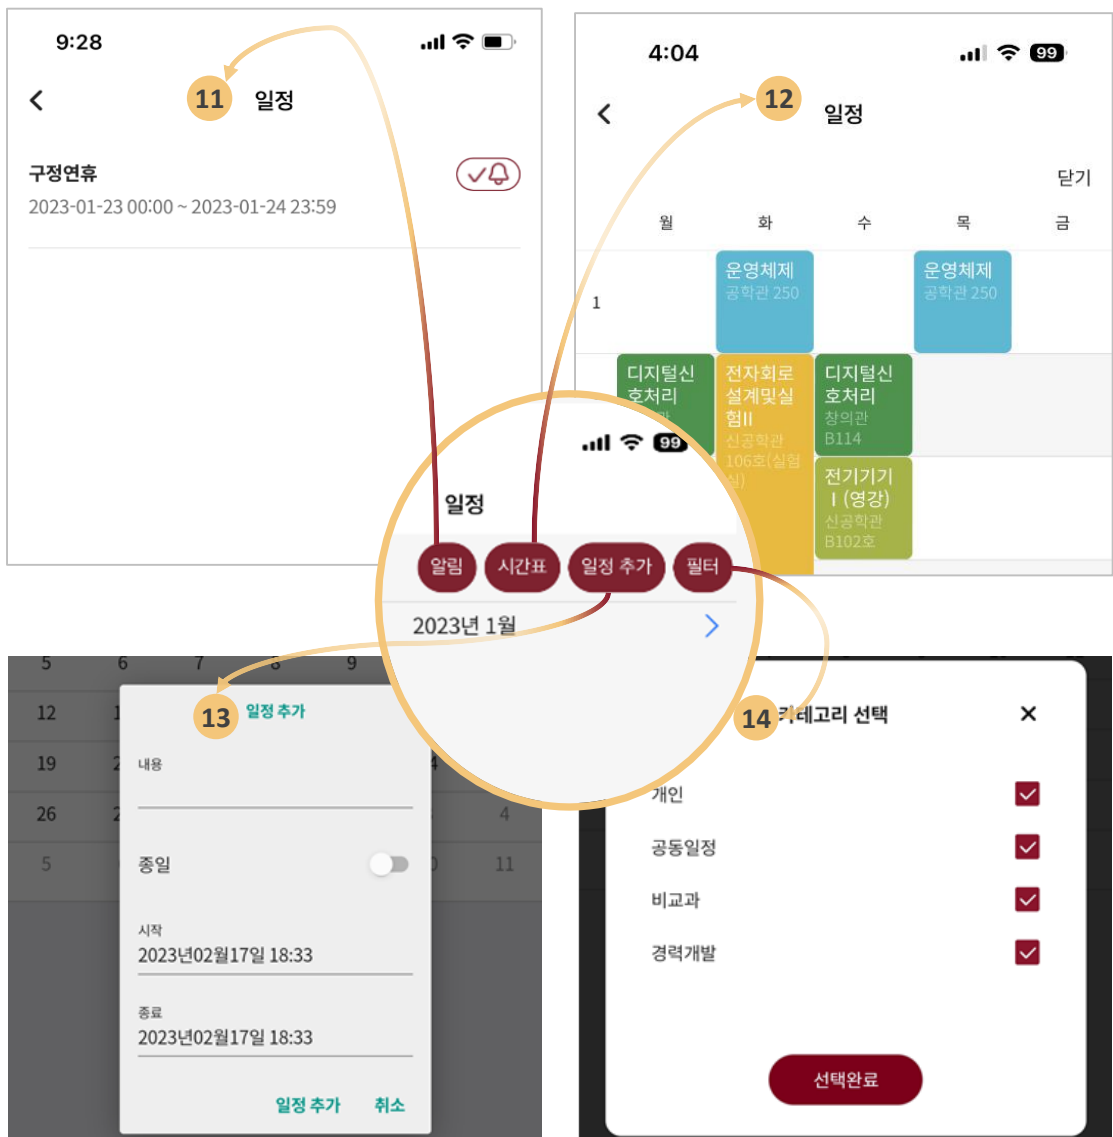 9:28
11
일정
구정연휴
2023-01-23 00:00 ~ 2023-01-24 23:59
4:04
99
12
일정
닫기
월 화 수 목 금
1
운영체제
공학관 250
운영체제
공학관 250
디지털신
호처리
전자회로
설계및실
험II
신공학관
106호(실험
실)
디지털신
호처리
창의관
B114
전기기기
I (영강)
신공학관
B102호
99
일정
알림 시간표 일정 추가 필터
2023년 1월
5 6 7 8 9
12
19
26 4
5 11
13
일정 추가
내용
종일
시작
2023년02월17일 18:33
종료
2023년02월17일 18:33
일정 추가 취소
14
카테고리 선택
개인
공동일정
비교과
경력개발
선택완료